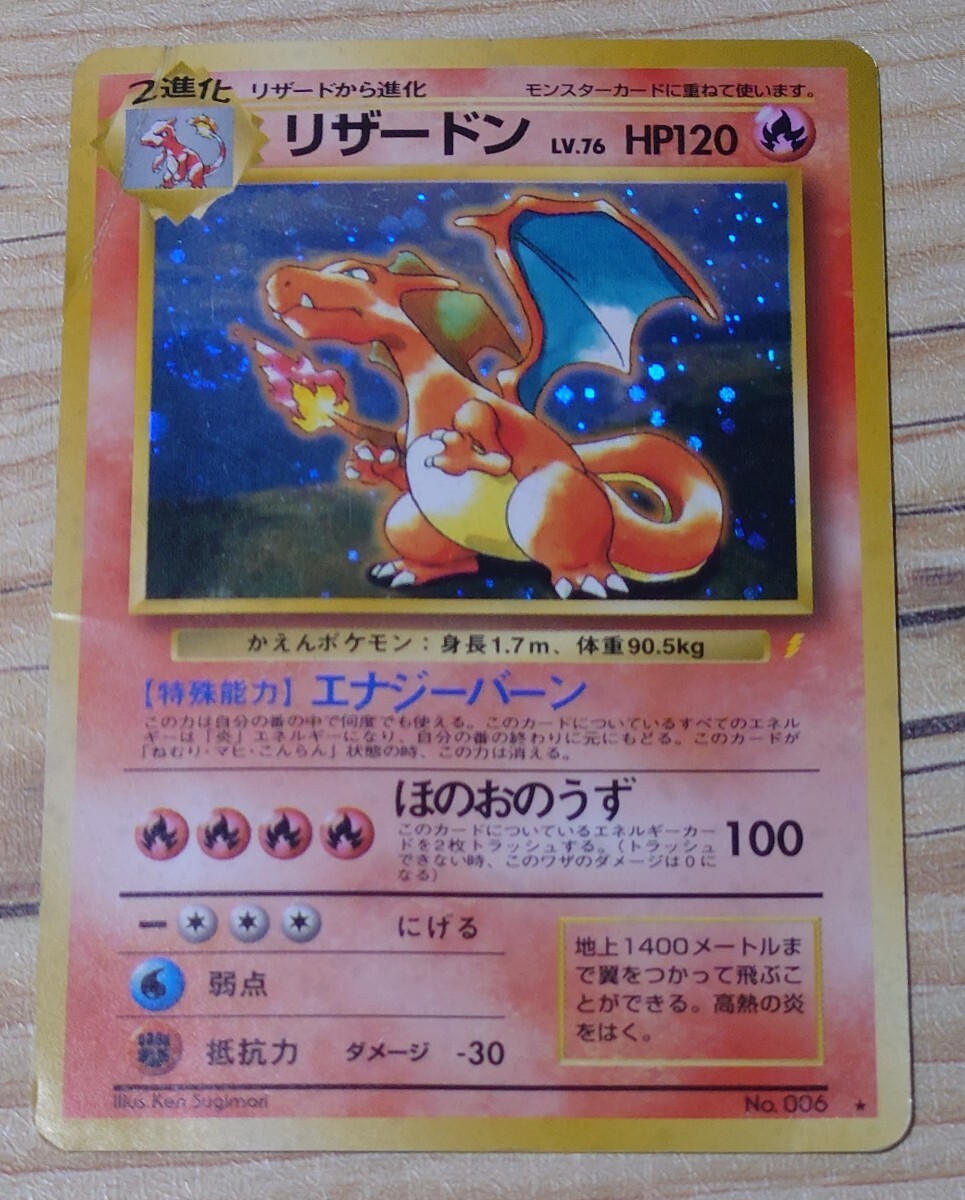 2進化 リザードから進化 モンスターカードに重ねて使います。
リザードン LV.76 HP120
かえんポケモン：身長1.7m、体重90.5kg
【特殊能力】エナジーバーン
この力は自分の番の中で何度でも使える。このカードについているすべてのエネル
ギーは「炎」エネルギーになり、自分の番の終わりに元にもどる。このカードが
「ねむり・マヒ・こんらん」状態の時、この力は消える。
ほのおのうず 100
このカードについているエネルギーカー
ドを2枚トラッシュする。（トラッシュ
できない時、このワザのダメージは0に
なる）
ー にげる
弱点
抵抗力 ダメージ -30
地上1400メートルま
で翼をつかって飛ぶこ
とができる。高熱の炎
をはく。
Illus. Ken Sugimori No. 006 ★